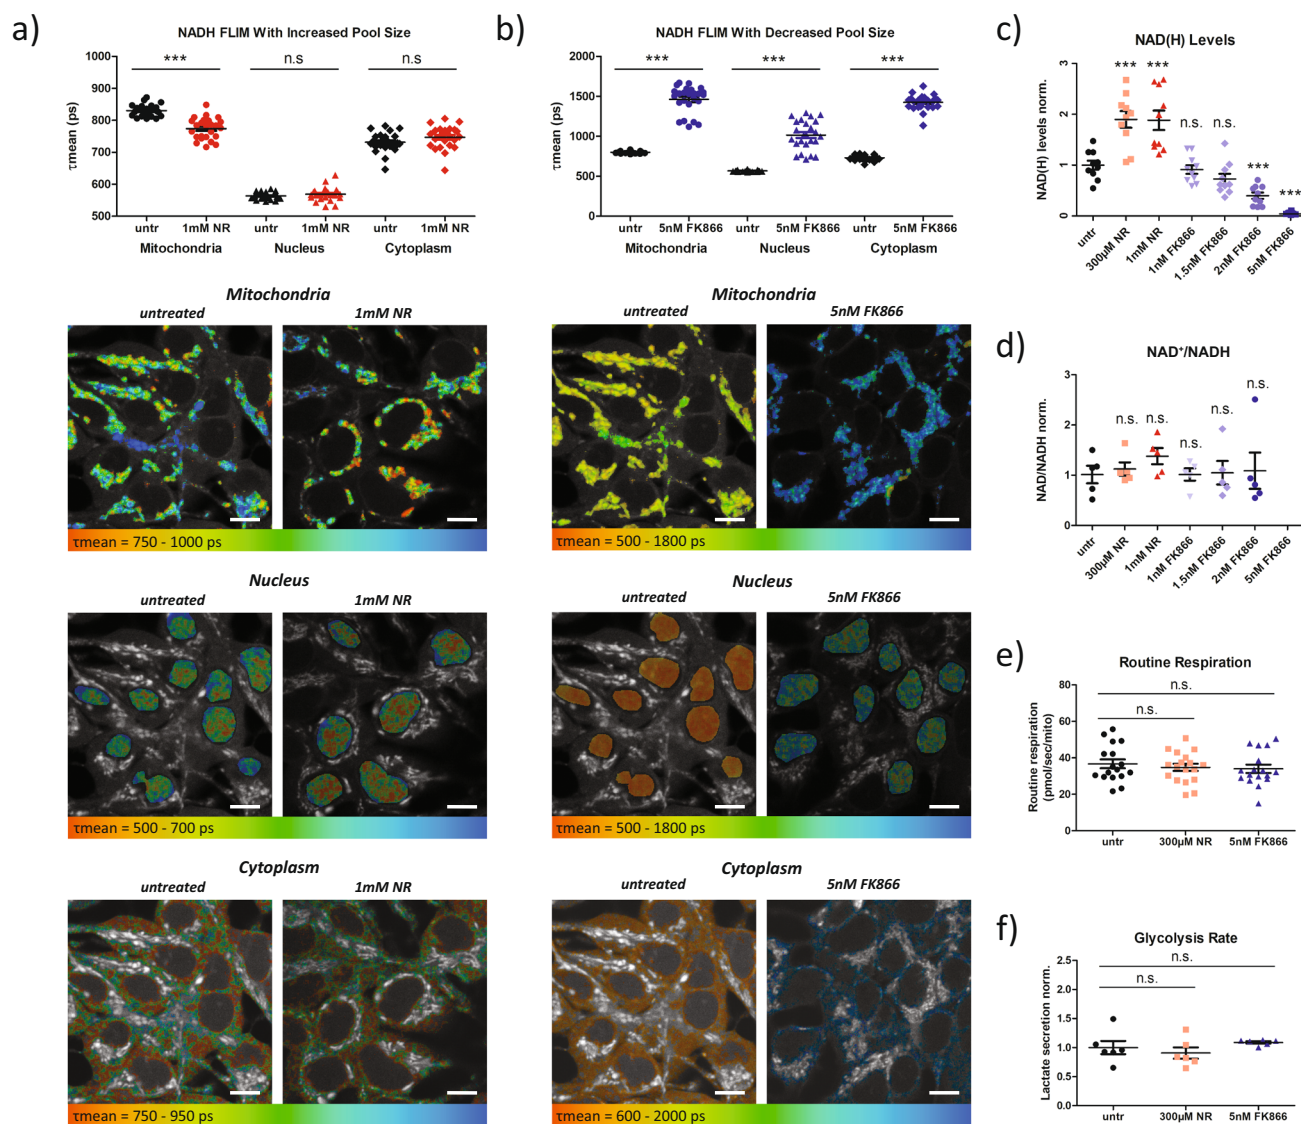 a)
NADH FLIM With Increased Pool Size
***
n.s
n.s
τmean (ps)
1000
900
800
700
600
500
untr
1mM NR
untr
1mM NR
untr
1mM NR
Mitochondria
Nucleus
Cytoplasm
Mitochondria
untreated
1mM NR
τmean = 750 - 1000 ps
Nucleus
untreated
1mM NR
τmean = 500 - 700 ps
Cytoplasm
untreated
1mM NR
τmean = 750 - 950 ps
b)
NADH FLIM With Decreased Pool Size
***
***
***
τmean (ps)
2000
1500
1000
500
0
untr
5nM FK866
untr
5nM FK866
untr
5nM FK866
Mitochondria
Nucleus
Cytoplasm
Mitochondria
untreated
5nM FK866
τmean = 500 - 1800 ps
Nucleus
untreated
5nM FK866
τmean = 500 - 1800 ps
Cytoplasm
untreated
5nM FK866
τmean = 600 - 2000 ps
c)
NAD(H) Levels
NAD(H) levels norm.
3
2
1
0
***
***
n.s.
n.s.
***
***
untr
300µM NR
1mM NR
1nM FK866
1.5nM FK866
2nM FK866
5nM FK866
d)
NAD⁺/NADH
NAD/NADH norm.
3
2
1
0
n.s.
n.s.
n.s.
n.s.
n.s.
untr
300µM NR
1mM NR
1nM FK866
1.5nM FK866
2nM FK866
5nM FK866
e)
Routine Respiration
Routine respiration
(pmol/sec/mito)
80
60
40
20
0
n.s.
n.s.
untr
300µM NR
5nM FK866
f)
Glycolysis Rate
Lactate secretion norm.
2.5
2.0
1.5
1.0
0.5
0.0
n.s.
n.s.
untr
300µM NR
5nM FK866